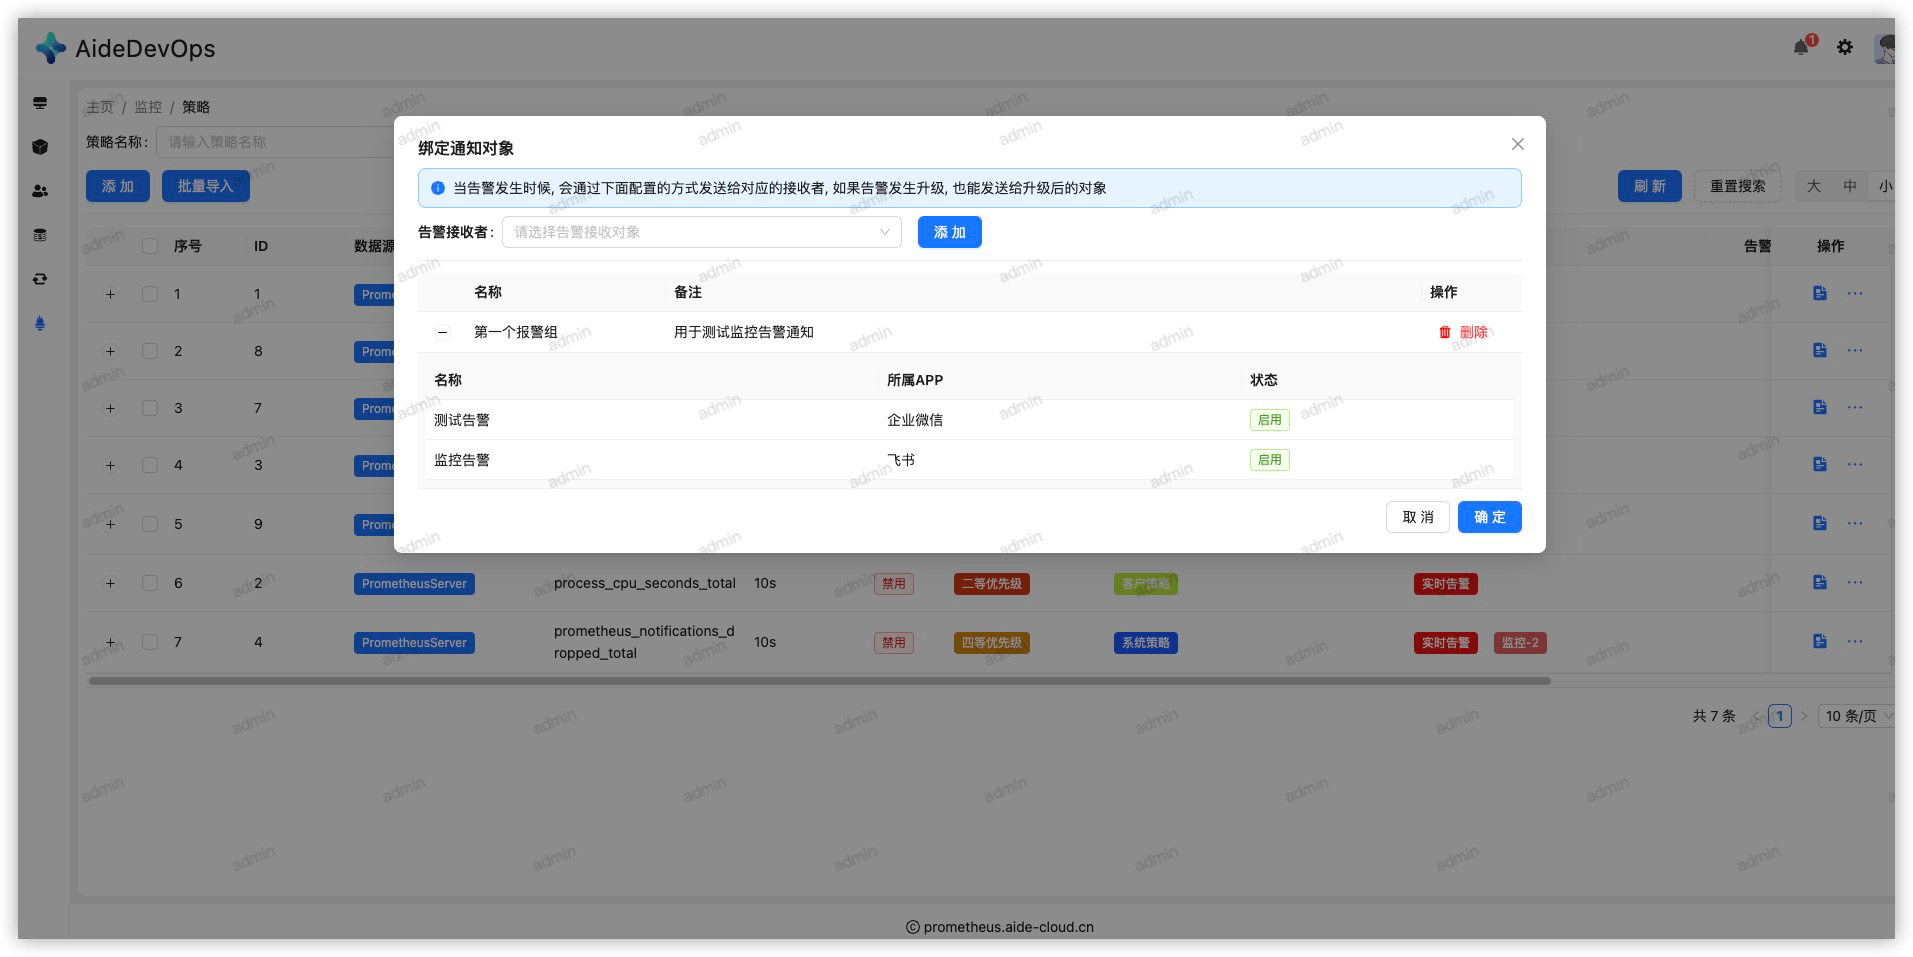 AideDevOps
1
主页 / 监控 / 策略
策略名称: 请输入策略名称
添 加 批量导入
刷 新 重置搜索 大 中 小
绑定通知对象
当告警发生时候, 会通过下面配置的方式发送给对应的接收者, 如果告警发生升级, 也能发送给升级后的对象
告警接收者: 请选择告警接收对象 添 加
名称 备注 操作
第一个报警组 用于测试监控告警通知 删除
名称 所属APP 状态
测试告警 企业微信 启用
监控告警 飞书 启用
取 消 确 定
序号 ID 数据源 告警 操作
1 1 Prome
2 8 Prome
3 7 Prome
4 3 Prome
5 9 Prome
6 2 PrometheusServer process_cpu_seconds_total 10s 禁用 二等优先级 客户策略 实时告警
7 4 PrometheusServer prometheus_notifications_d
ropped_total 10s 禁用 四等优先级 系统策略 实时告警 监控-2
共 7 条 < 1 > 10 条/页
© prometheus.aide-cloud.cn
admin